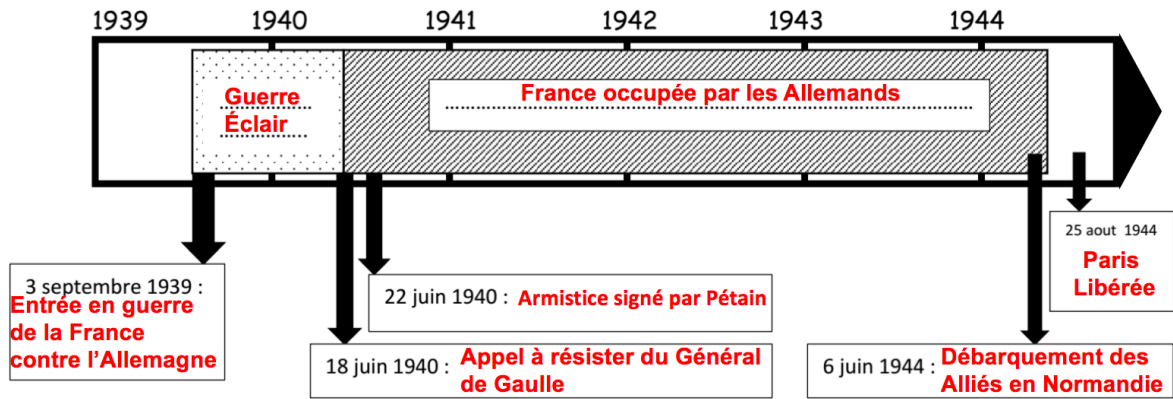 1939 1940 1941 1942 1943 1944
Guerre
Éclair
France occupée par les Allemands
3 septembre 1939 :
Entrée en guerre
de la France
contre l’Allemagne
22 juin 1940 : Armistice signé par Pétain
18 juin 1940 : Appel à résister du Général
de Gaulle
25 aout 1944
Paris
Libérée
6 juin 1944 : Débarquement des
Alliés en Normandie